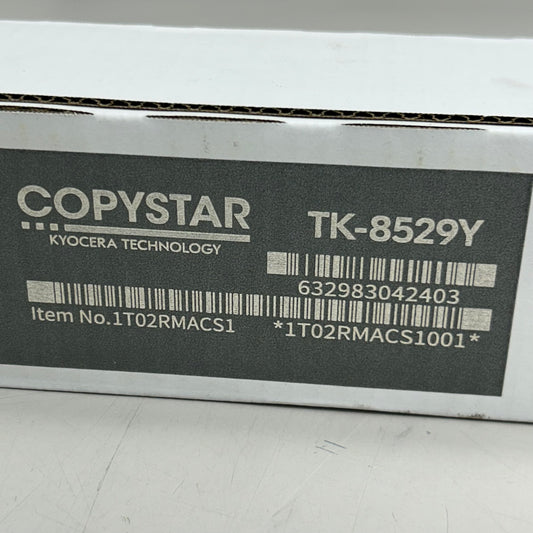 COPYSTAR
KYOCERA TECHNOLOGY
TK-8529Y
632983042403
Item No.1T02RMACS1
*1T02RMACS1001*